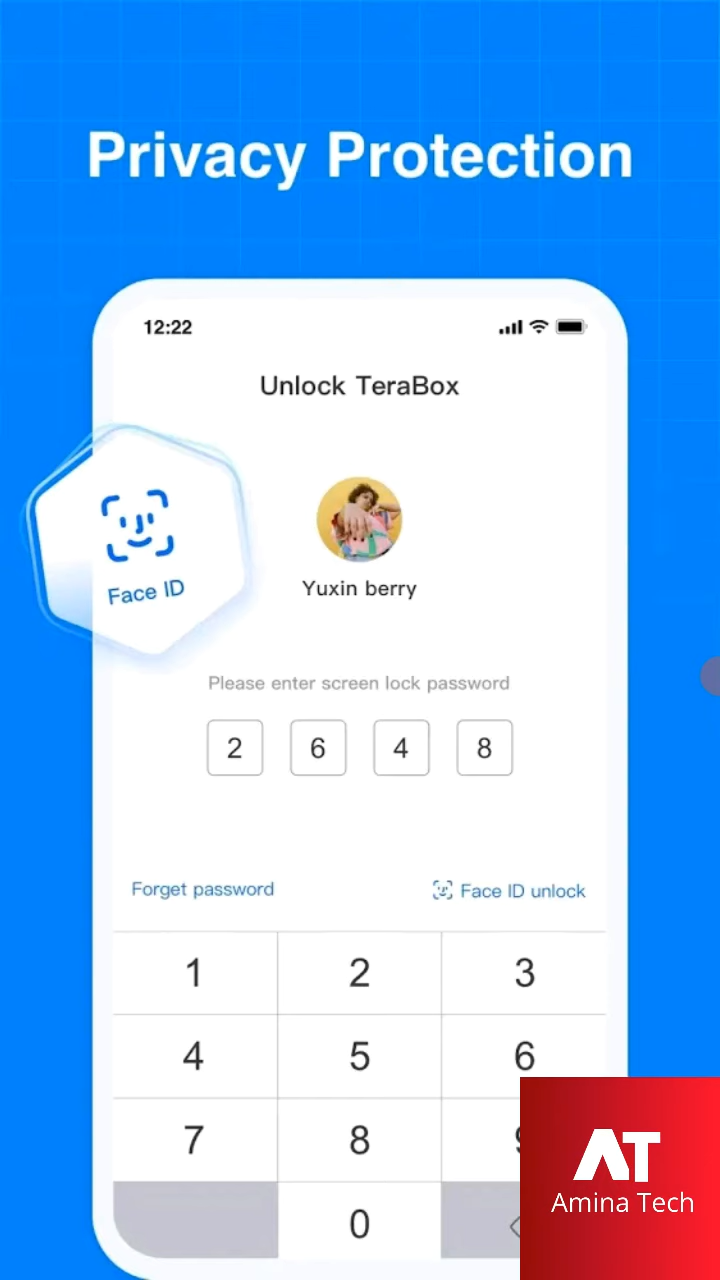 Privacy Protection
12:22
Unlock TeraBox
Face ID
Yuxin berry
Please enter screen lock password
2 6 4 8
Forget password
Face ID unlock
1 2 3
4 5 6
7 8
0
AT
Amina Tech